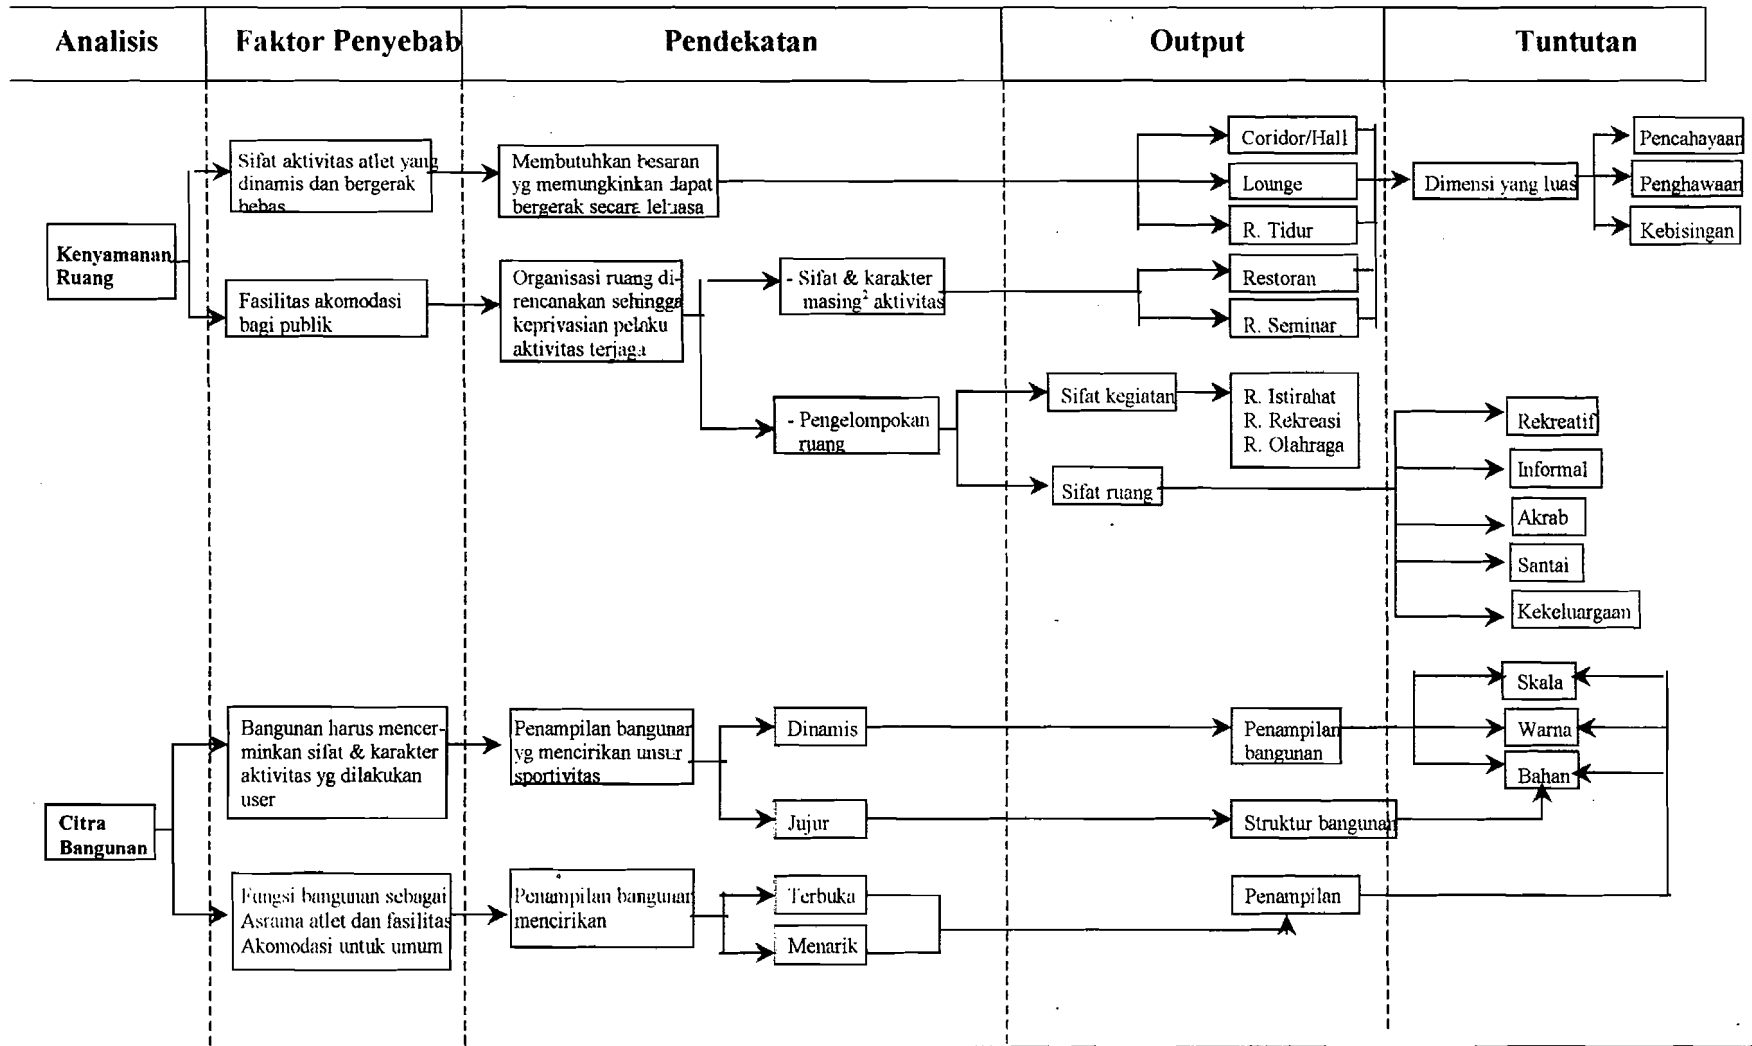 Analisis
Faktor Penyebab
Pendekatan
Output
Tuntutan
Kenyamanan
Ruang
Sifat aktivitas atlet yang
dinamis dan bergerak
bebas
Membutuhkan besaran
yg memungkinkan dapat
bergerak secara leluasa
Coridor/Hall
Lounge
R. Tidur
Dimensi yang luas
Pencahayaan
Penghawaan
Kebisingan
Fasilitas akomodasi
bagi publik
Organisasi ruang di-
rencanakan sehingga
keprivasian pelaku
aktivitas terjaga
- Sifat & karakter
masing² aktivitas
Restoran
R. Seminar
- Pengelompokan
ruang
Sifat kegiatan
R. Istirahat
R. Rekreasi
R. Olahraga
Sifat ruang
Rekreatif
Informal
Akrab
Santai
Kekeluargaan
Citra
Bangunan
Bangunan harus mencer-
minkan sifat & karakter
aktivitas yg dilakukan
user
Penampilan bangunan
yg mencirikan unsur
sportivitas
Dinamis
Jujur
Penampilan
bangunan
Struktur bangunan
Skala
Warna
Bahan
Fungsi bangunan sebagai
Asrama atlet dan fasilitas
Akomodasi untuk umum
Penampilan bangunan
mencirikan
Terbuka
Menarik
Penampilan